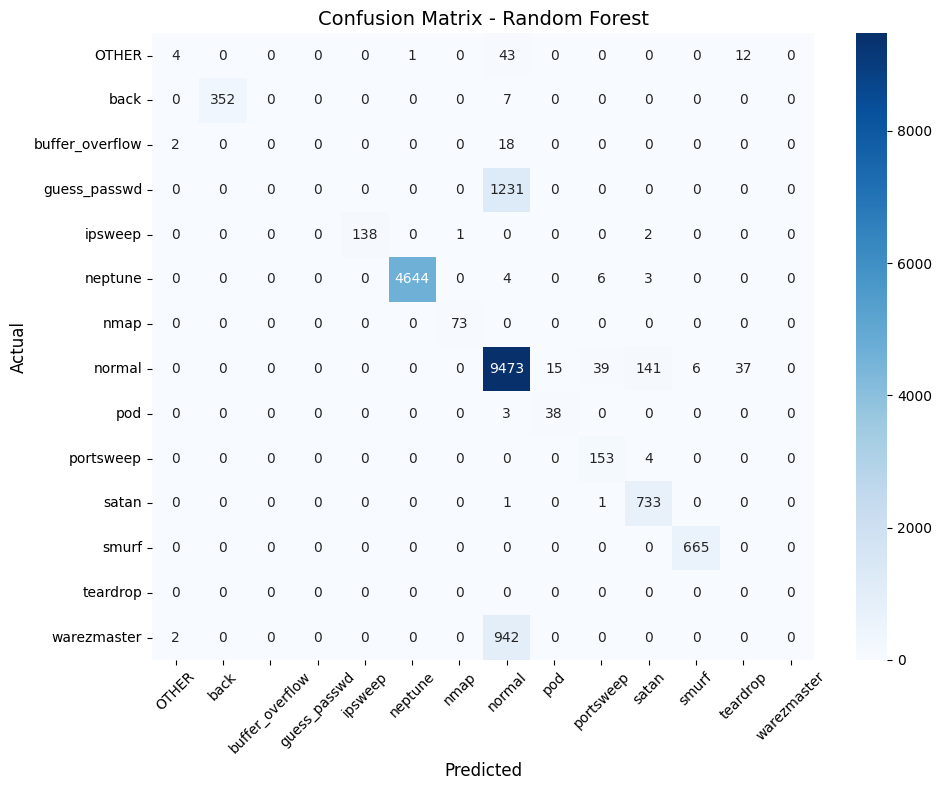 Confusion Matrix - Random Forest
OTHER 4 0 0 0 0 1 0 43 0 0 0 0 12 0
back 0 352 0 0 0 0 0 7 0 0 0 0 0 0
buffer_overflow 2 0 0 0 0 0 0 18 0 0 0 0 0 0
guess_passwd 0 0 0 0 0 0 0 1231 0 0 0 0 0 0
ipsweep 0 0 0 0 138 0 1 0 0 0 2 0 0 0
neptune 0 0 0 0 0 4644 0 4 0 6 3 0 0 0
nmap 0 0 0 0 0 0 73 0 0 0 0 0 0 0
normal 0 0 0 0 0 0 0 9473 15 39 141 6 37 0
pod 0 0 0 0 0 0 0 3 38 0 0 0 0 0
portsweep 0 0 0 0 0 0 0 0 0 153 4 0 0 0
satan 0 0 0 0 0 0 0 1 0 1 733 0 0 0
smurf 0 0 0 0 0 0 0 0 0 0 0 665 0 0
teardrop 0 0 0 0 0 0 0 0 0 0 0 0 0 0
warezmaster 2 0 0 0 0 0 0 942 0 0 0 0 0 0
OTHER back buffer_overflow guess_passwd ipsweep neptune nmap normal pod portsweep satan smurf teardrop warezmaster
Predicted
Actual
8000
6000
4000
2000
0